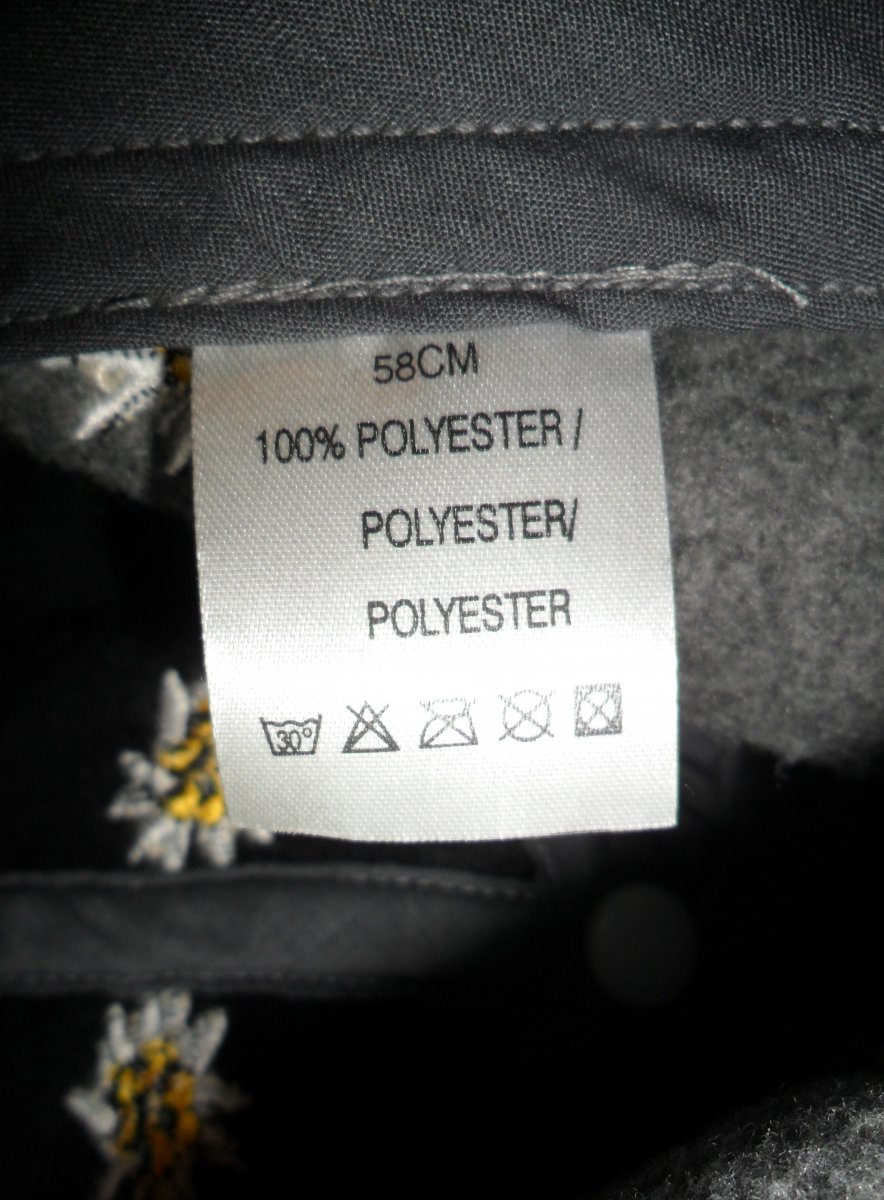 58CM
100% POLYESTER /
POLYESTER/
POLYESTER
30°